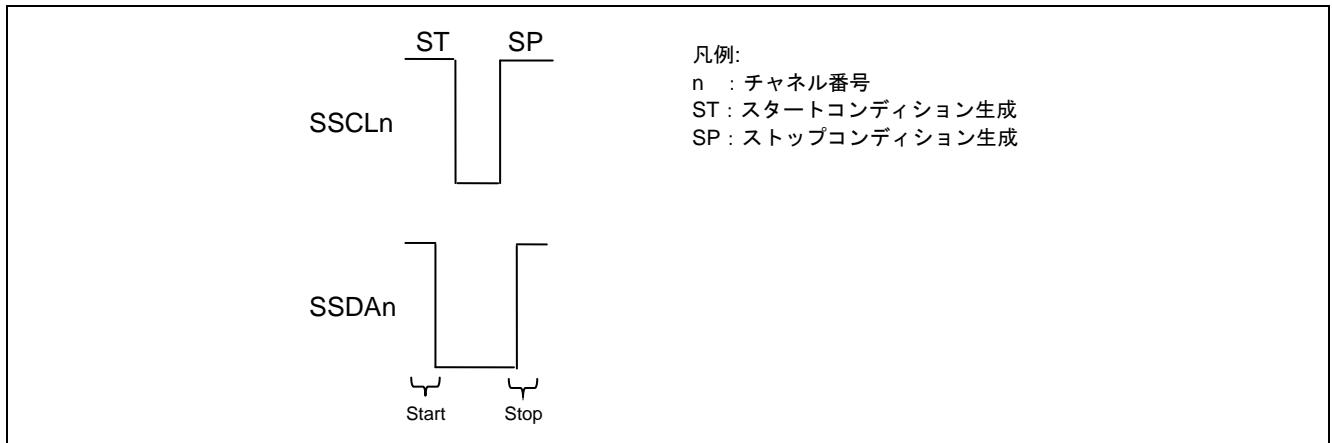 ST SP
SSCLn
SSDAn
Start Stop
凡例:
n ：チャネル番号
ST：スタートコンディション生成
SP：ストップコンディション生成